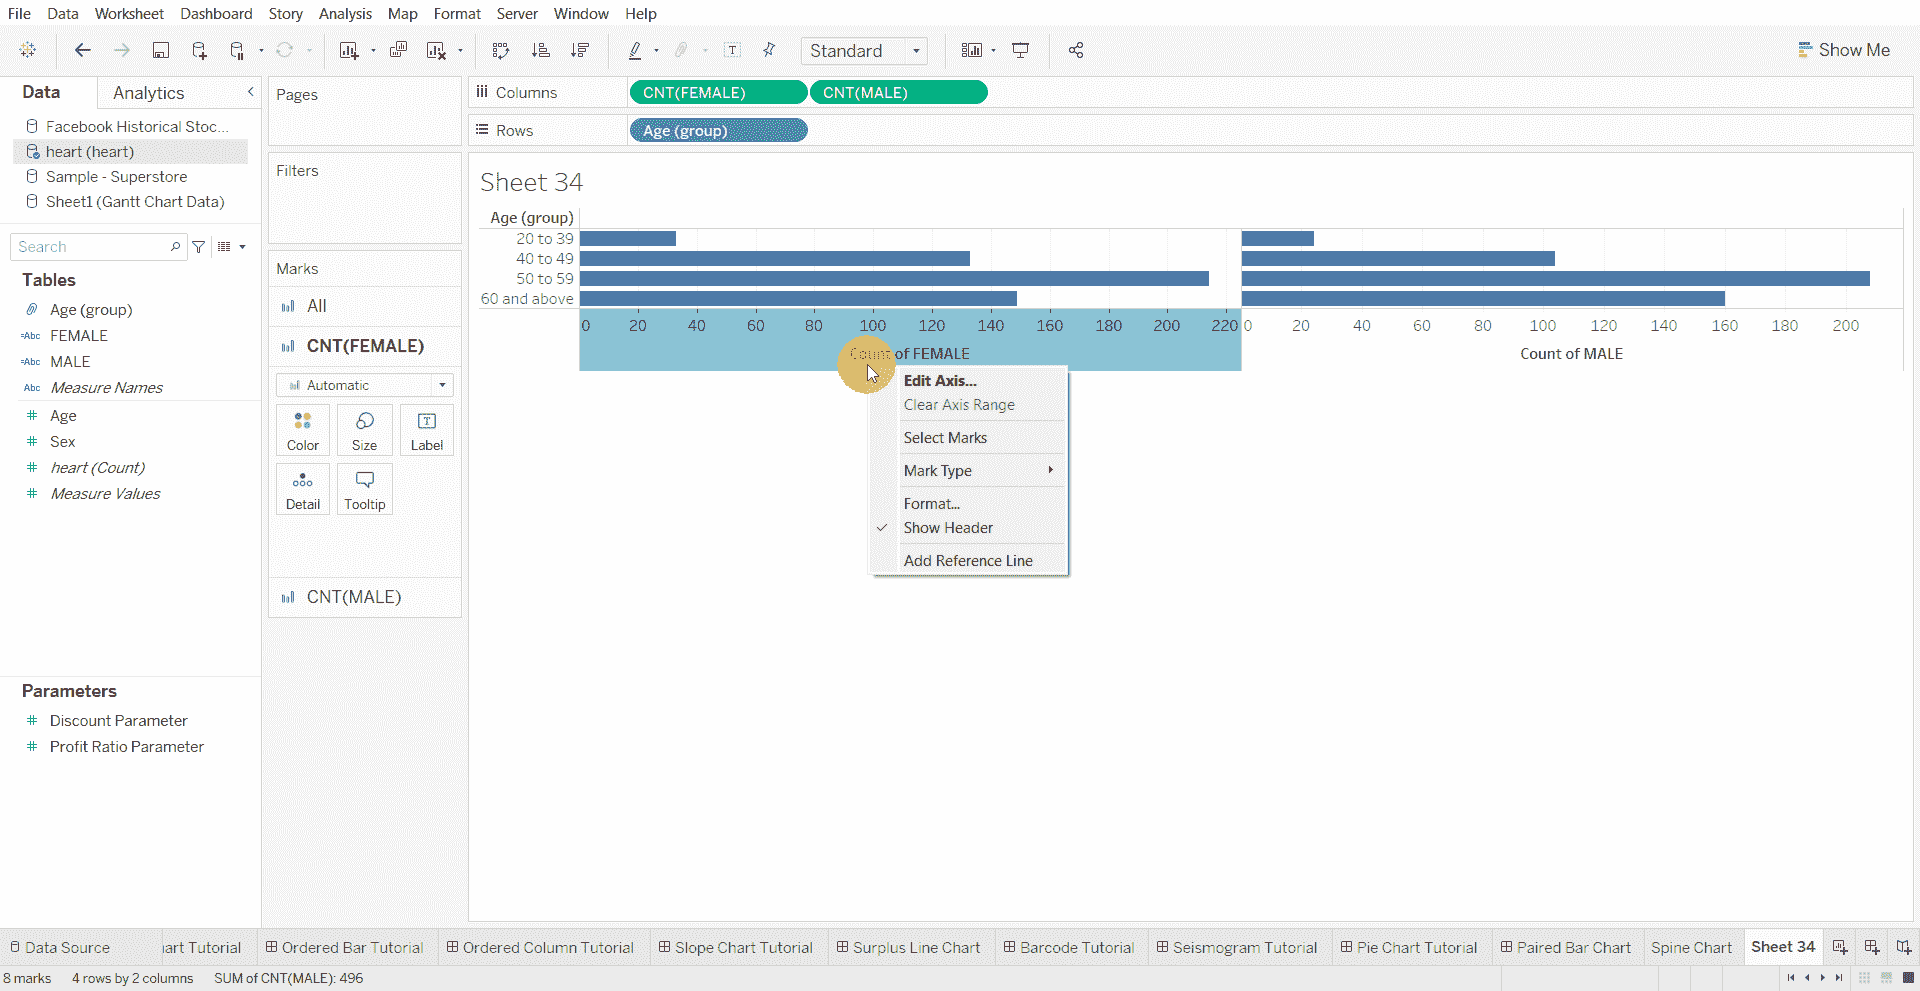 File Data Worksheet Dashboard Story Analysis Map Format Server Window Help
Standard
Show Me
Data Analytics
Facebook Historical Stoc...
heart (heart)
Sample - Superstore
Sheet1 (Gantt Chart Data)
Search
Tables
Age (group)
Abc FEMALE
Abc MALE
Abc Measure Names
Age
Sex
heart (Count)
Measure Values
Parameters
Discount Parameter
Profit Ratio Parameter
Pages
Filters
Marks
All
CNT(FEMALE)
Automatic
Color Size Label
Detail Tooltip
CNT(MALE)
Columns CNT(FEMALE) CNT(MALE)
Rows Age (group)
Sheet 34
Age (group)
20 to 39
40 to 49
50 to 59
60 and above
0 20 40 60 80 100 120 140 160 180 200 220 0 20 40 60 80 100 120 140 160 180 200
Count of FEMALE Count of MALE
Edit Axis...
Clear Axis Range
Select Marks
Mark Type
Format...
Show Header
Add Reference Line
Data Source art Tutorial Ordered Bar Tutorial Ordered Column Tutorial Slope Chart Tutorial Surplus Line Chart Barcode Tutorial Seismogram Tutorial Pie Chart Tutorial Paired Bar Chart Spine Chart Sheet 34
8 marks 4 rows by 2 columns SUM of CNT(MALE): 496